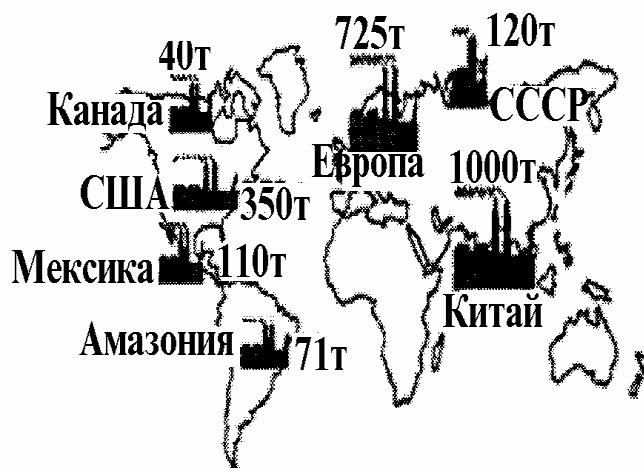 40т
Канада
725т
Европа
120т
СССР
США
350т
1000т
Китай
Мексика
110т
Амазония
71т